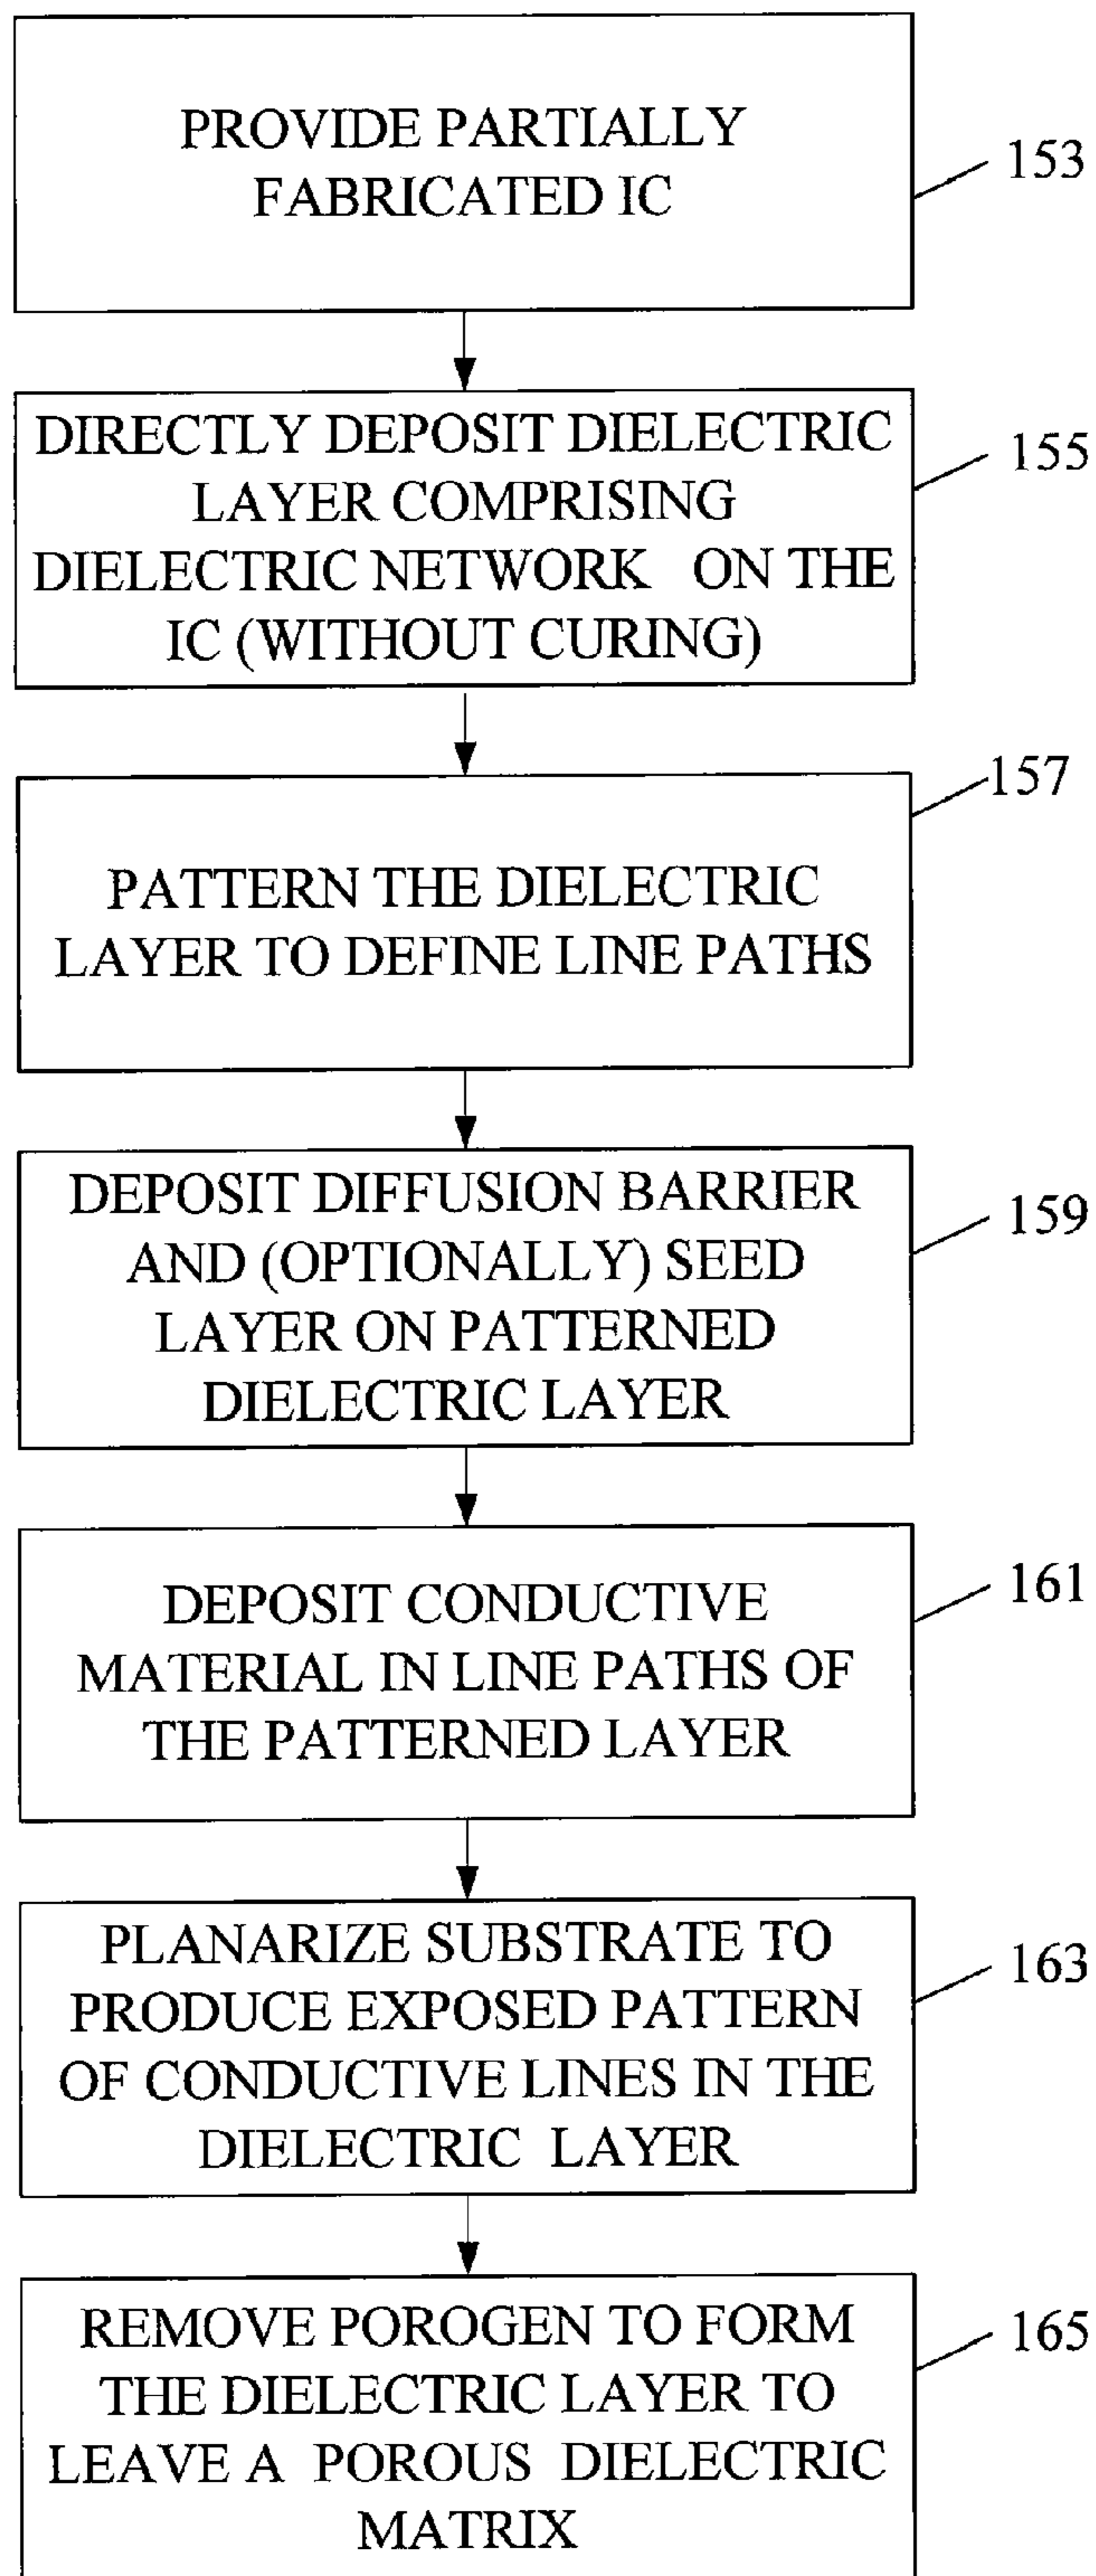 PROVIDE PARTIALLY
FABRICATED IC
153
DIRECTLY DEPOSIT DIELECTRIC
LAYER COMPRISING
DIELECTRIC NETWORK ON THE
IC (WITHOUT CURING)
155
157
PATTERN THE DIELECTRIC
LAYER TO DEFINE LINE PATHS
DEPOSIT DIFFUSION BARRIER
AND (OPTIONALLY) SEED
LAYER ON PATTERNED
DIELECTRIC LAYER
159
DEPOSIT CONDUCTIVE
MATERIAL IN LINE PATHS OF
THE PATTERNED LAYER
161
PLANARIZE SUBSTRATE TO
PRODUCE EXPOSED PATTERN
OF CONDUCTIVE LINES IN THE
DIELECTRIC LAYER
163
REMOVE POROGEN TO FORM
THE DIELECTRIC LAYER TO
LEAVE A POROUS DIELECTRIC
MATRIX
165